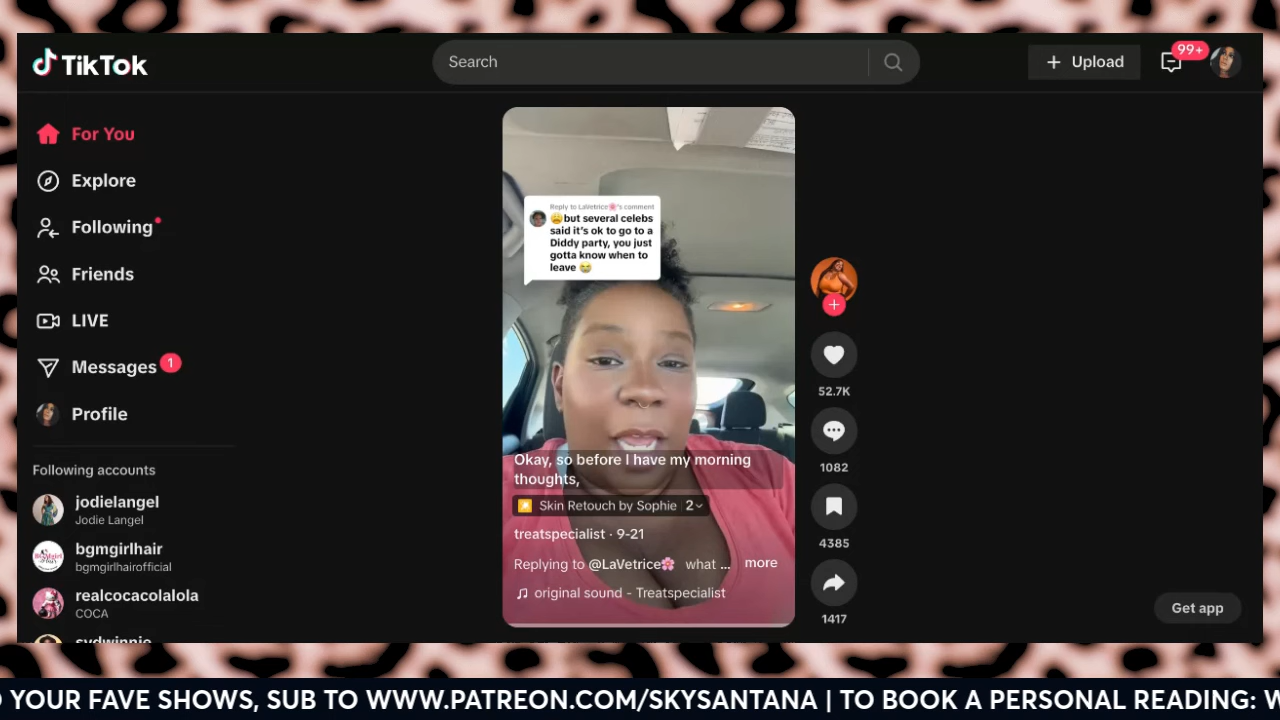 TikTok
Search
Upload
99+
For You
Explore
Following
Friends
LIVE
Messages 1
Profile
Following accounts
jodielangel
Jodie Langel
bgmgirlhair
bgmgirlhairofficial
realcocacolalola
COCA
Reply to LaVetrice🌸's comment
😩but several celebs
said it's ok to go to a
Diddy party, you just
gotta know when to
leave 😭
Okay, so before I have my morning
thoughts,
Skin Retouch by Sophie 2
treatspecialist · 9-21
Replying to @LaVetrice🌸 what ... more
original sound - Treatspecialist
52.7K
1082
4385
1417
Get app
YOUR FAVE SHOWS, SUB TO WWW.PATREON.COM/SKYSANTANA | TO BOOK A PERSONAL READING: